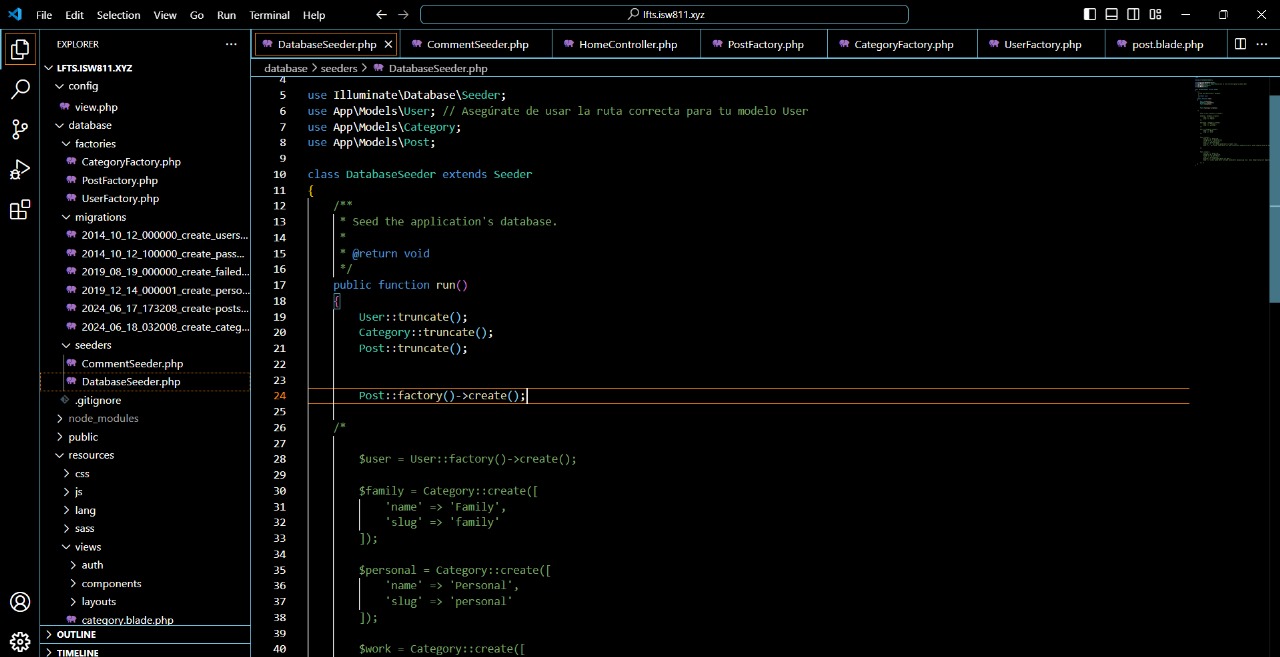 File Edit Selection View Go Run Terminal Help
lfts.isw811.xyz
EXPLORER
LFTS.ISW811.XYZ
config
view.php
database
factories
CategoryFactory.php
PostFactory.php
UserFactory.php
migrations
2014_10_12_000000_create_users...
2014_10_12_100000_create_pass...
2019_08_19_000000_create_failed...
2019_12_14_000001_create_perso...
2024_06_17_173208_create-posts...
2024_06_18_032008_create_categ...
seeders
CommentSeeder.php
DatabaseSeeder.php
.gitignore
node_modules
public
resources
css
js
lang
sass
views
auth
components
layouts
category.blade.php
OUTLINE
TIMELINE
DatabaseSeeder.php CommentSeeder.php HomeController.php PostFactory.php CategoryFactory.php UserFactory.php post.blade.php
database > seeders > DatabaseSeeder.php
4
5 use Illuminate\Database\Seeder;
6 use App\Models\User; // Asegúrate de usar la ruta correcta para tu modelo User
7 use App\Models\Category;
8 use App\Models\Post;
9
10 class DatabaseSeeder extends Seeder
11 {
12 /**
13 * Seed the application's database.
14 *
15 * @return void
16 */
17 public function run()
18 {
19 User::truncate();
20 Category::truncate();
21 Post::truncate();
22
23
24 Post::factory()->create();
25
26 /*
27
28 $user = User::factory()->create();
29
30 $family = Category::create([
31 'name' => 'Family',
32 'slug' => 'family'
33 ]);
34
35 $personal = Category::create([
36 'name' => 'Personal',
37 'slug' => 'personal'
38 ]);
39
40 $work = Category::create([